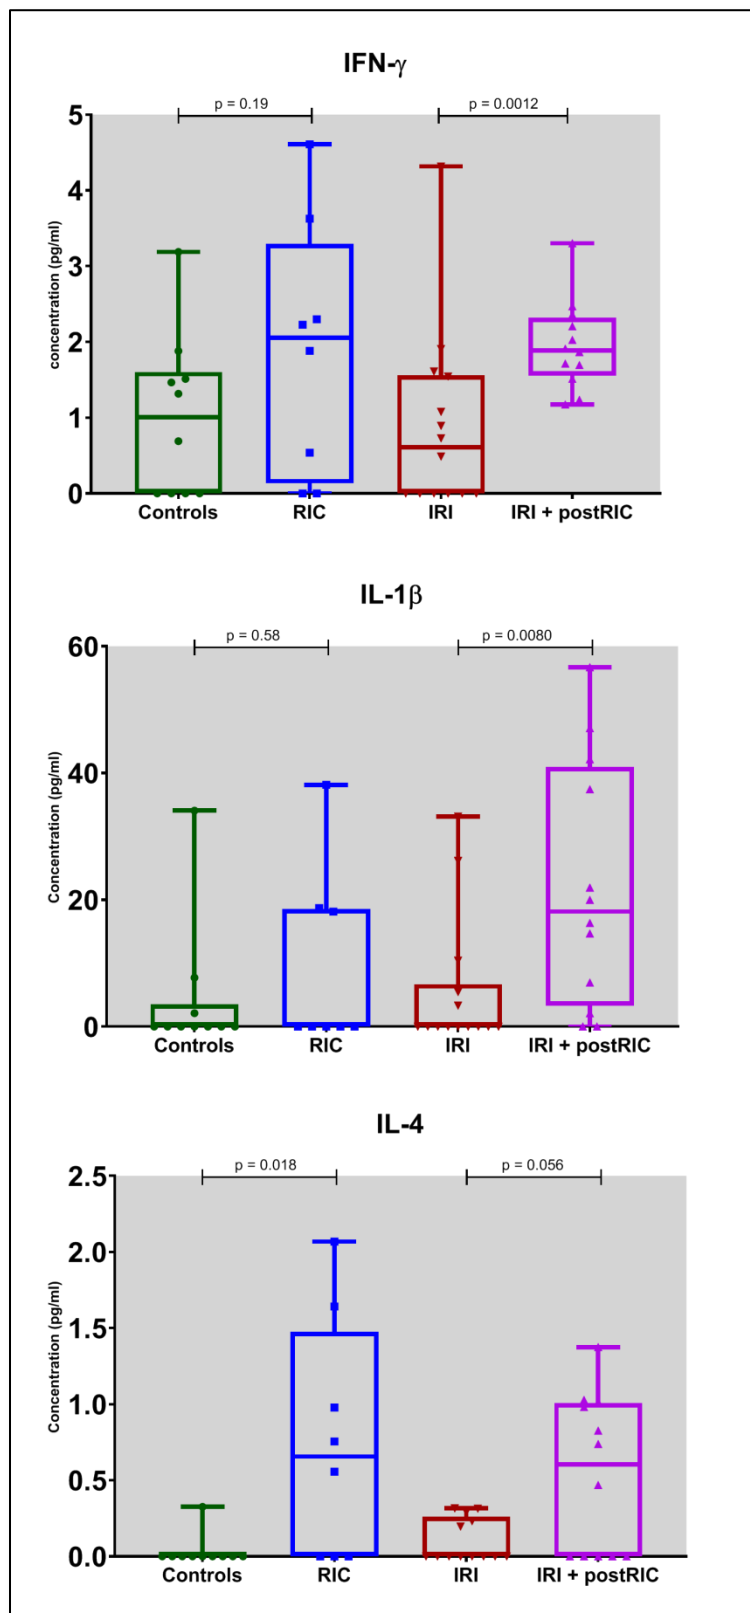 IFN-γ
p = 0.19 p = 0.0012
5
4
3
2
1
0
concentration (pg/ml)
Controls RIC IRI IRI + postRIC
IL-1β
p = 0.58 p = 0.0080
60
40
20
0
Concentration (pg/ml)
Controls RIC IRI IRI + postRIC
IL-4
p = 0.018 p = 0.056
2.5
2.0
1.5
1.0
0.5
0.0
Concentration (pg/ml)
Controls RIC IRI IRI + postRIC